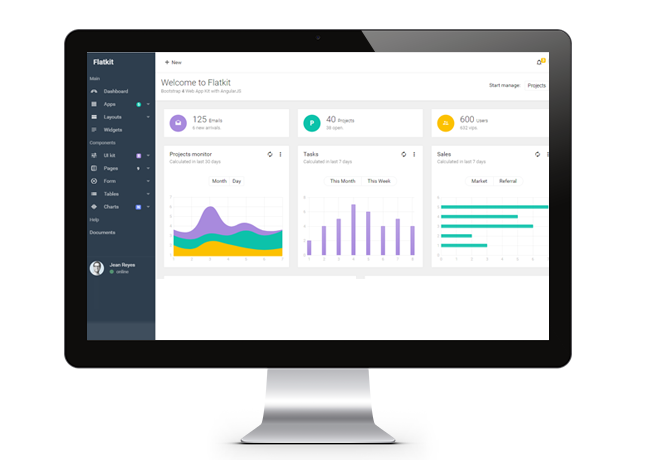 Flatkit
+ New
Main
Welcome to Flatkit
Bootstrap 4 Web App Kit with AngularJS
Start manage: Projects
Dashboard
Apps
Layouts
Widgets
Components
UI kit
Pages
Form
Tables
Charts
Help
Documents
Jean Reyes
online
125 Emails
6 new arrivals
40 Projects
38 open
600 Users
632 vips
Projects monitor
Calculated in last 30 days
Month Day
Tasks
Calculated in last 7 days
This Month This Week
Sales
Calculated in last 7 days
Market Referral